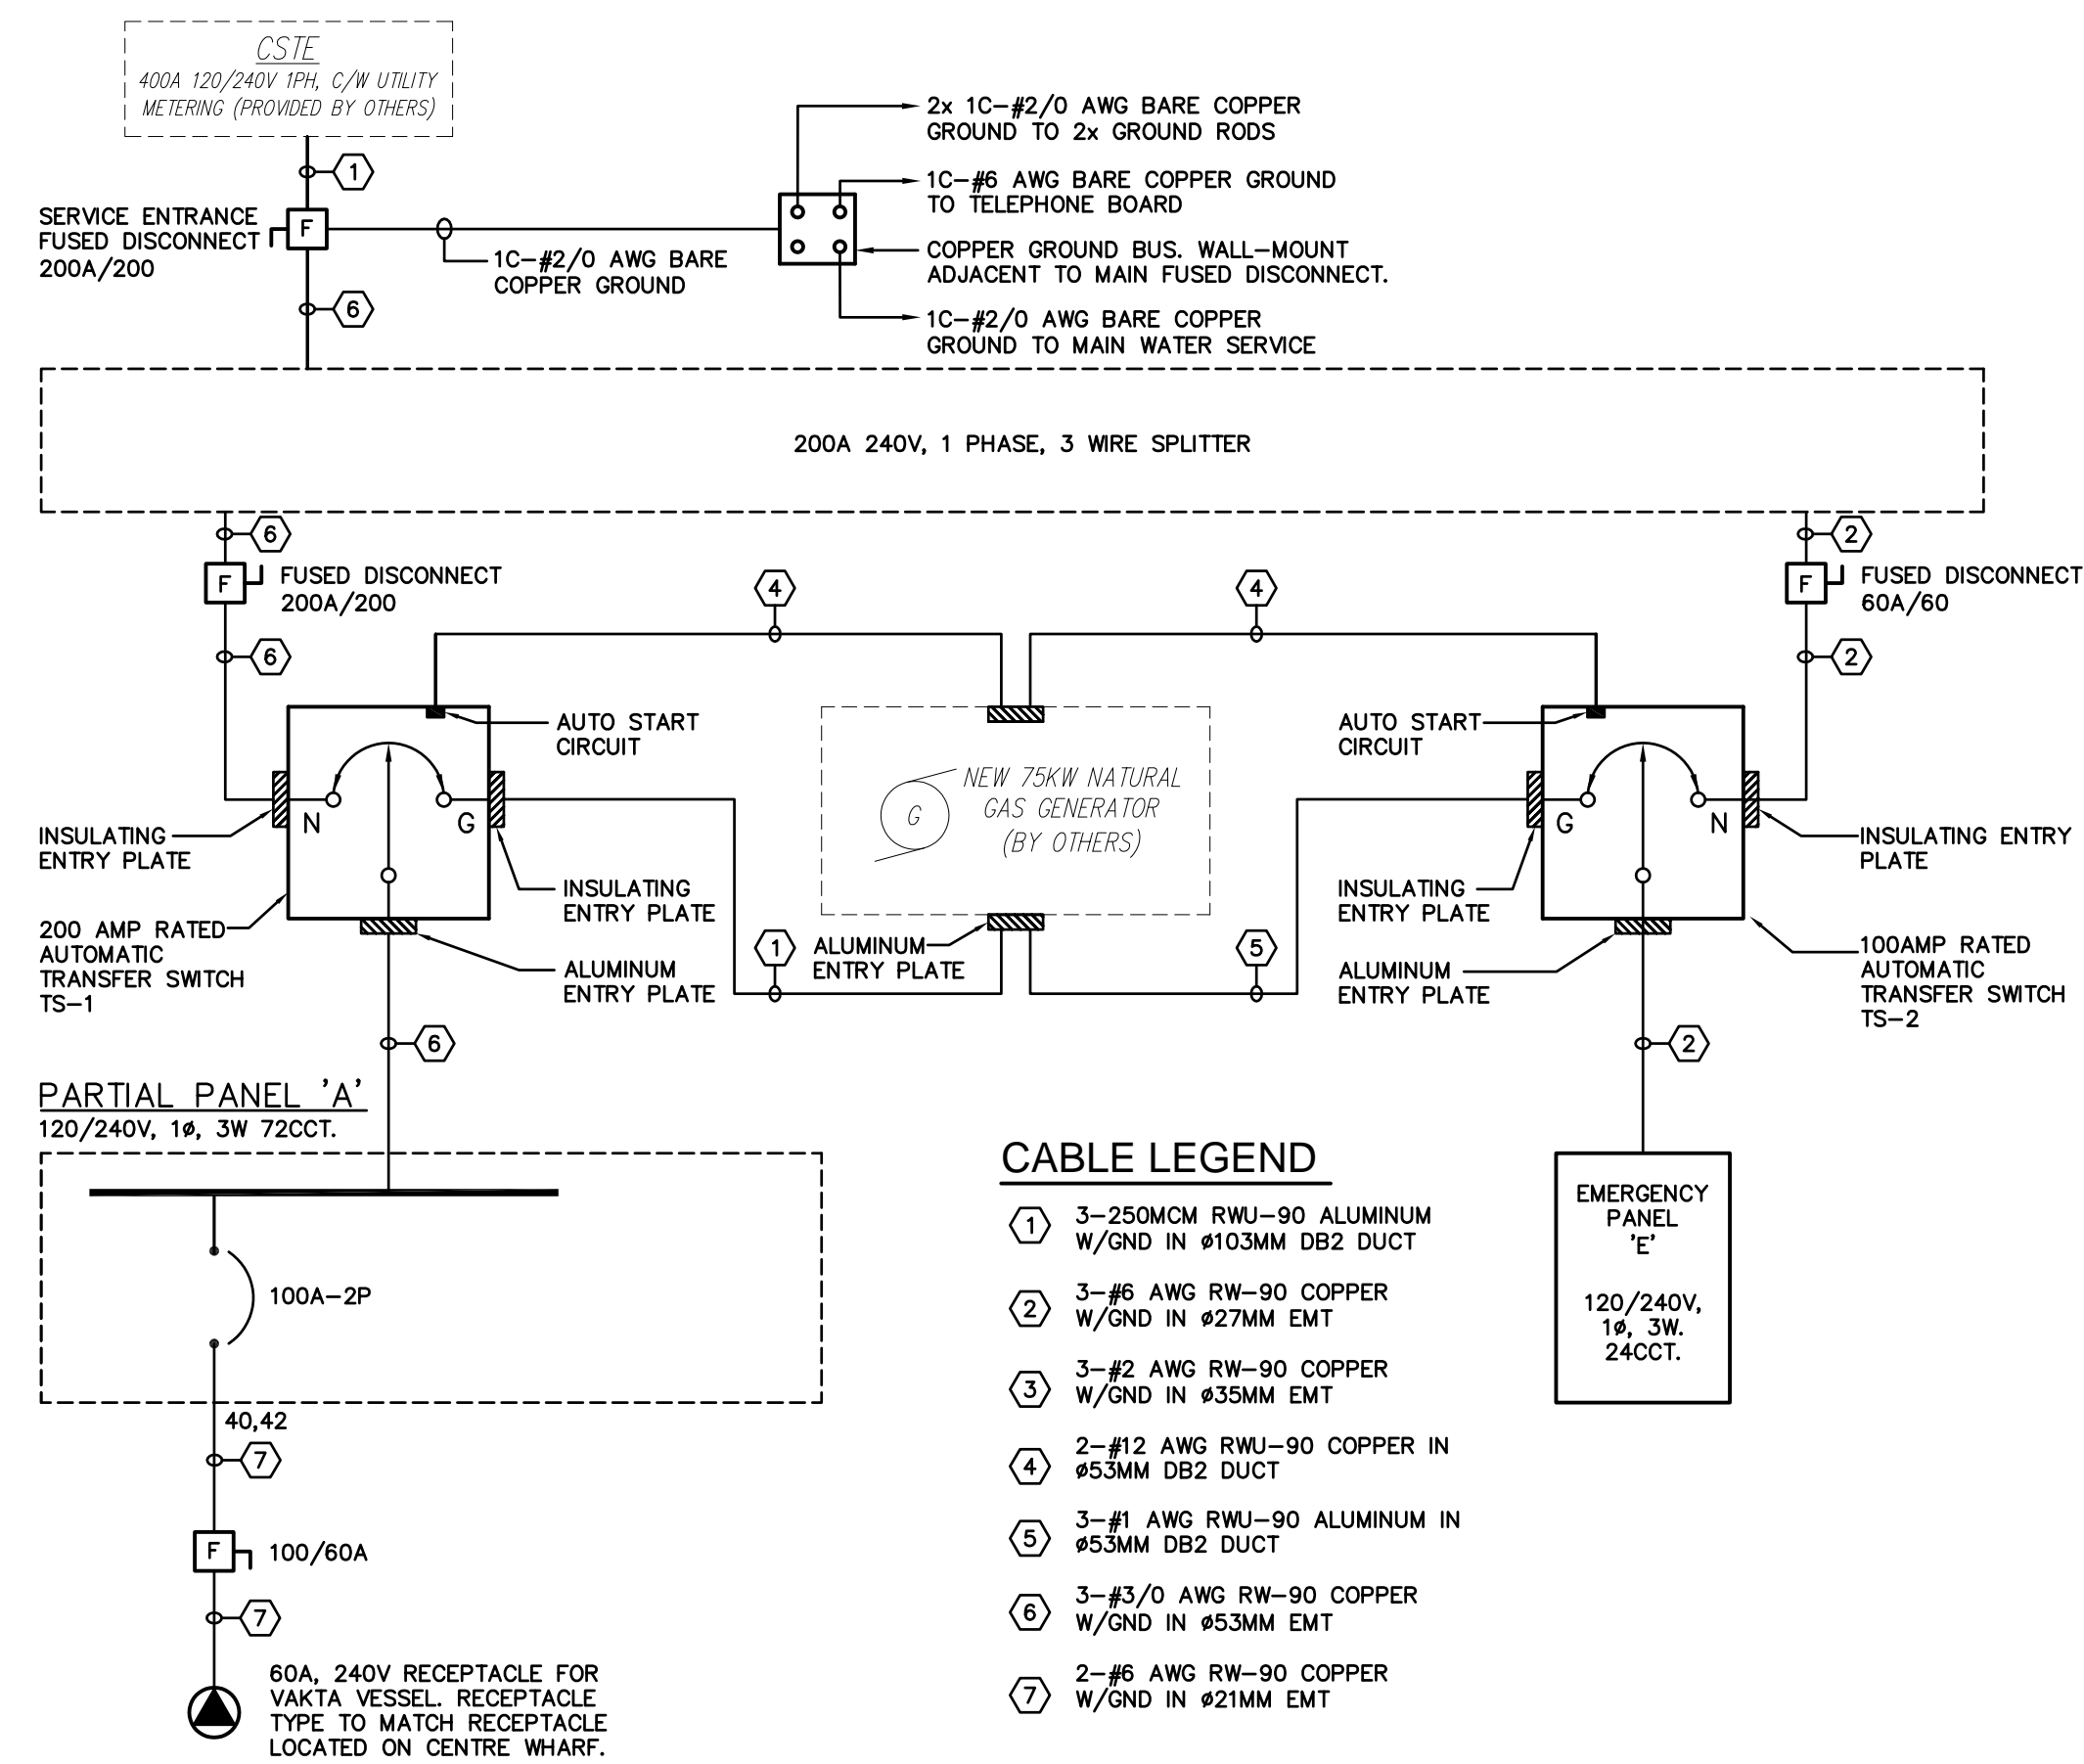 CSTE
400A 120/240V 1PH, C/W UTILITY
METERING (PROVIDED BY OTHERS)
1
SERVICE ENTRANCE
FUSED DISCONNECT
200A/200
F
1C-#2/0 AWG BARE
COPPER GROUND
2x 1C-#2/0 AWG BARE COPPER
GROUND TO 2x GROUND RODS
1C-#6 AWG BARE COPPER GROUND
TO TELEPHONE BOARD
COPPER GROUND BUS. WALL-MOUNT
ADJACENT TO MAIN FUSED DISCONNECT.
1C-#2/0 AWG BARE COPPER
GROUND TO MAIN WATER SERVICE
6
200A 240V, 1 PHASE, 3 WIRE SPLITTER
6
F
FUSED DISCONNECT
200A/200
6
4
4
2
F
FUSED DISCONNECT
60A/60
2
AUTO START
CIRCUIT
N
G
INSULATING
ENTRY PLATE
INSULATING
ENTRY PLATE
200 AMP RATED
AUTOMATIC
TRANSFER SWITCH
TS-1
ALUMINUM
ENTRY PLATE
6
G
NEW 75KW NATURAL
GAS GENERATOR
(BY OTHERS)
1
ALUMINUM
ENTRY PLATE
5
AUTO START
CIRCUIT
G
N
INSULATING
ENTRY PLATE
INSULATING ENTRY
PLATE
ALUMINUM
ENTRY PLATE
100AMP RATED
AUTOMATIC
TRANSFER SWITCH
TS-2
2
PARTIAL PANEL 'A'
120/240V, 1ø, 3W 72CCT.
100A-2P
40,42
7
F
100/60A
7
60A, 240V RECEPTACLE FOR
VAKTA VESSEL. RECEPTACLE
TYPE TO MATCH RECEPTACLE
LOCATED ON CENTRE WHARF.
CABLE LEGEND
1
3-250MCM RWU-90 ALUMINUM
W/GND IN ø103MM DB2 DUCT
2
3-#6 AWG RW-90 COPPER
W/GND IN ø27MM EMT
3
3-#2 AWG RW-90 COPPER
W/GND IN ø35MM EMT
4
2-#12 AWG RWU-90 COPPER IN
ø53MM DB2 DUCT
5
3-#1 AWG RWU-90 ALUMINUM IN
ø53MM DB2 DUCT
6
3-#3/0 AWG RW-90 COPPER
W/GND IN ø53MM EMT
7
2-#6 AWG RW-90 COPPER
W/GND IN ø21MM EMT
EMERGENCY
PANEL
'E'
120/240V,
1ø, 3W.
24CCT.